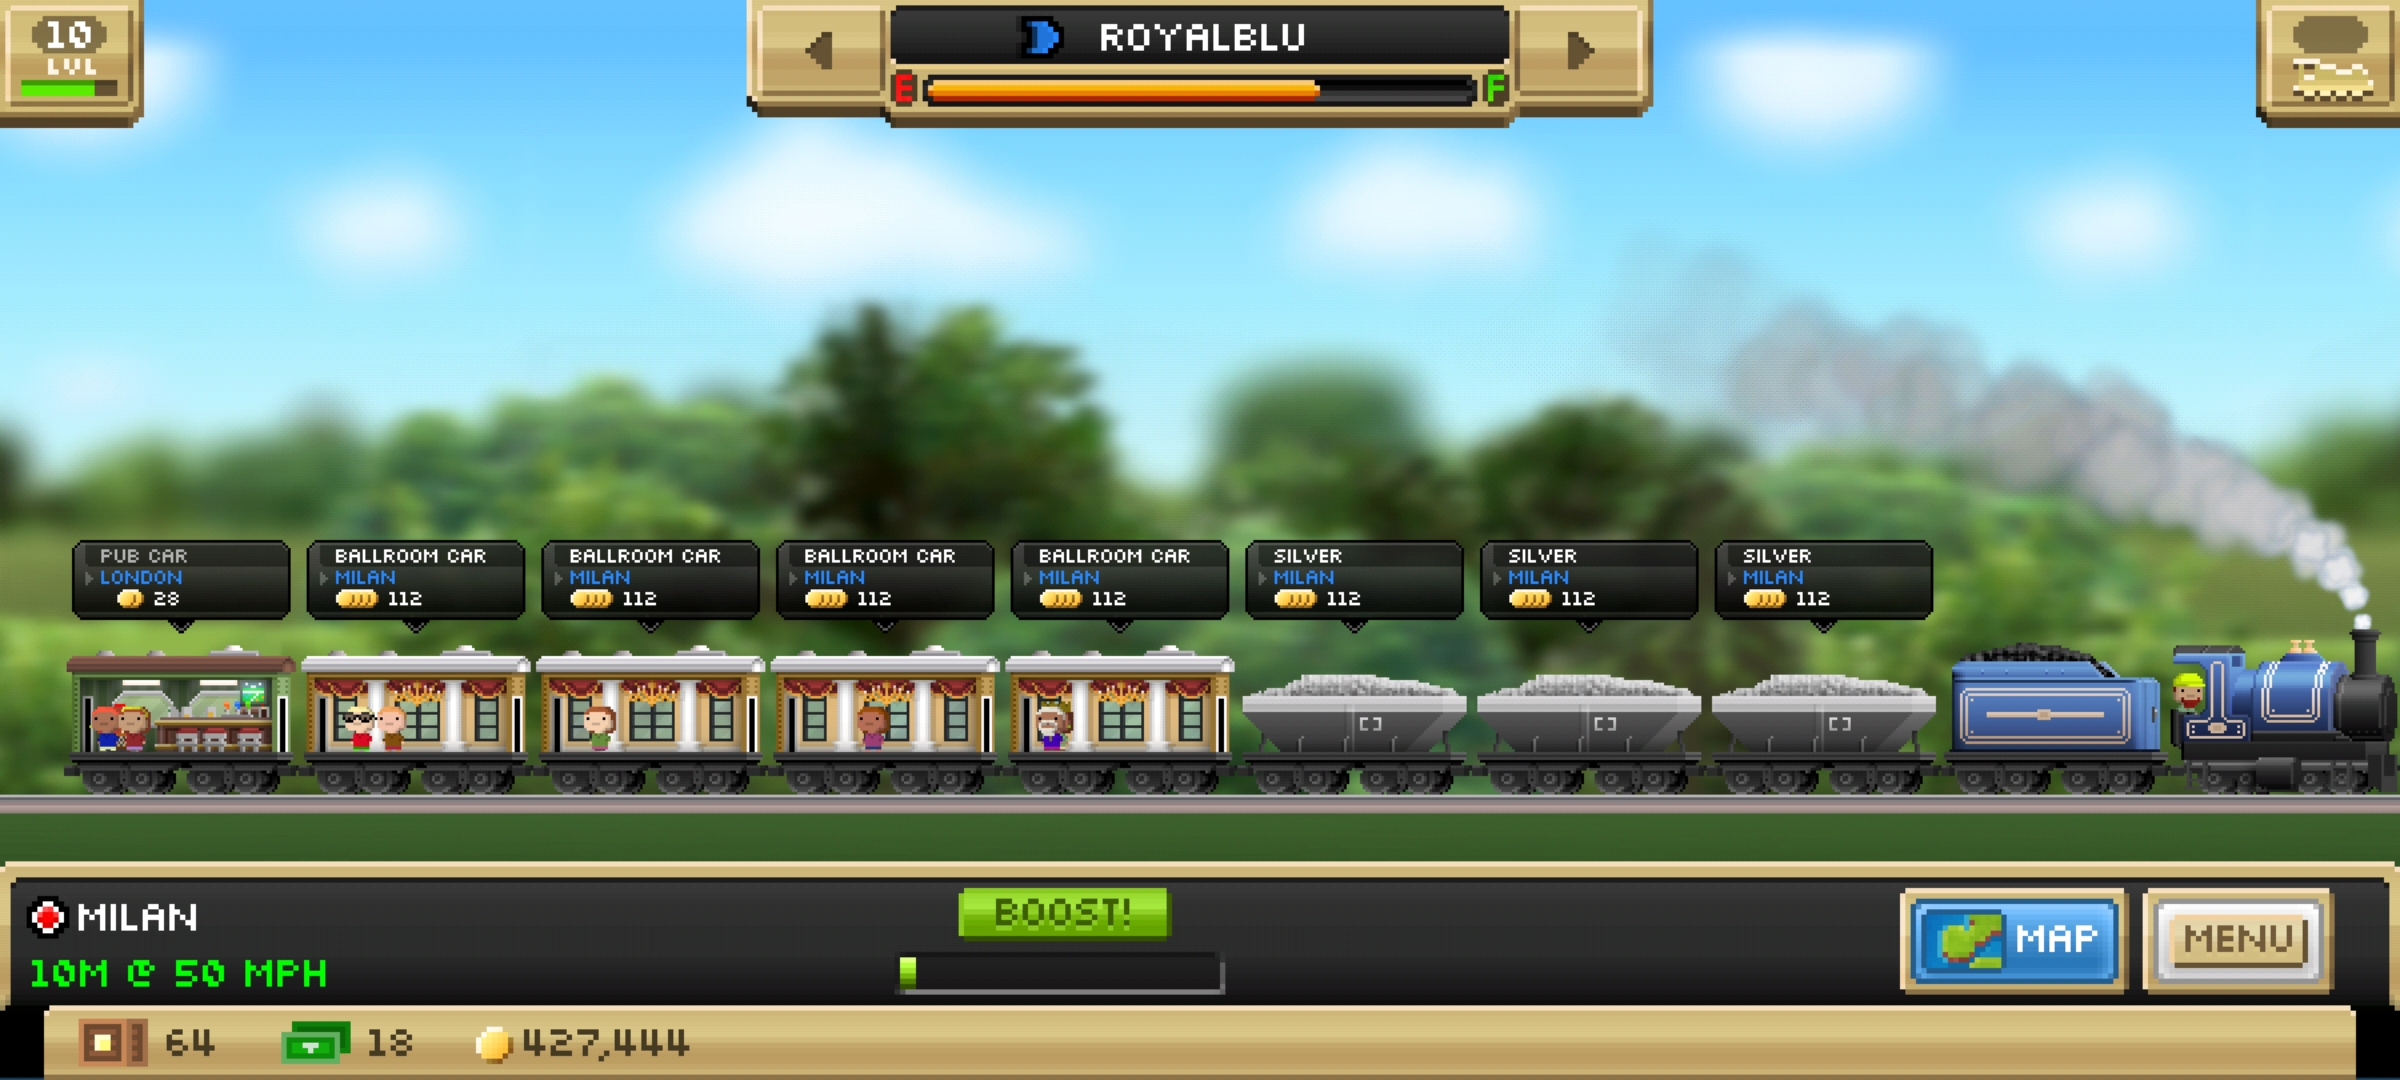 10
LVL
ROYALBLU
E
F
PUB CAR
LONDON
28
BALLROOM CAR
MILAN
112
BALLROOM CAR
MILAN
112
BALLROOM CAR
MILAN
112
BALLROOM CAR
MILAN
112
SILVER
MILAN
112
SILVER
MILAN
112
SILVER
MILAN
112
MILAN
10M @ 50 MPH
BOOST!
MAP
MENU
64
18
427,444